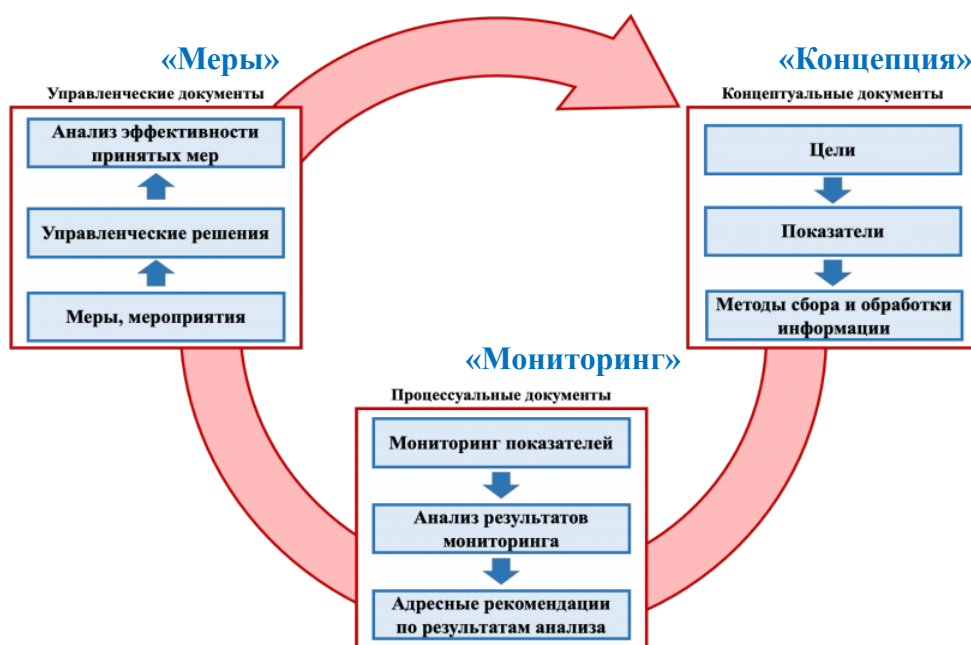 «Меры»
Управленческие документы
Анализ эффективности
принятых мер
Управленческие решения
Меры, мероприятия
«Концепция»
Концептуальные документы
Цели
Показатели
Методы сбора и обработки
информации
«Мониторинг»
Процессуальные документы
Мониторинг показателей
Анализ результатов
мониторинга
Адресные рекомендации
по результатам анализа